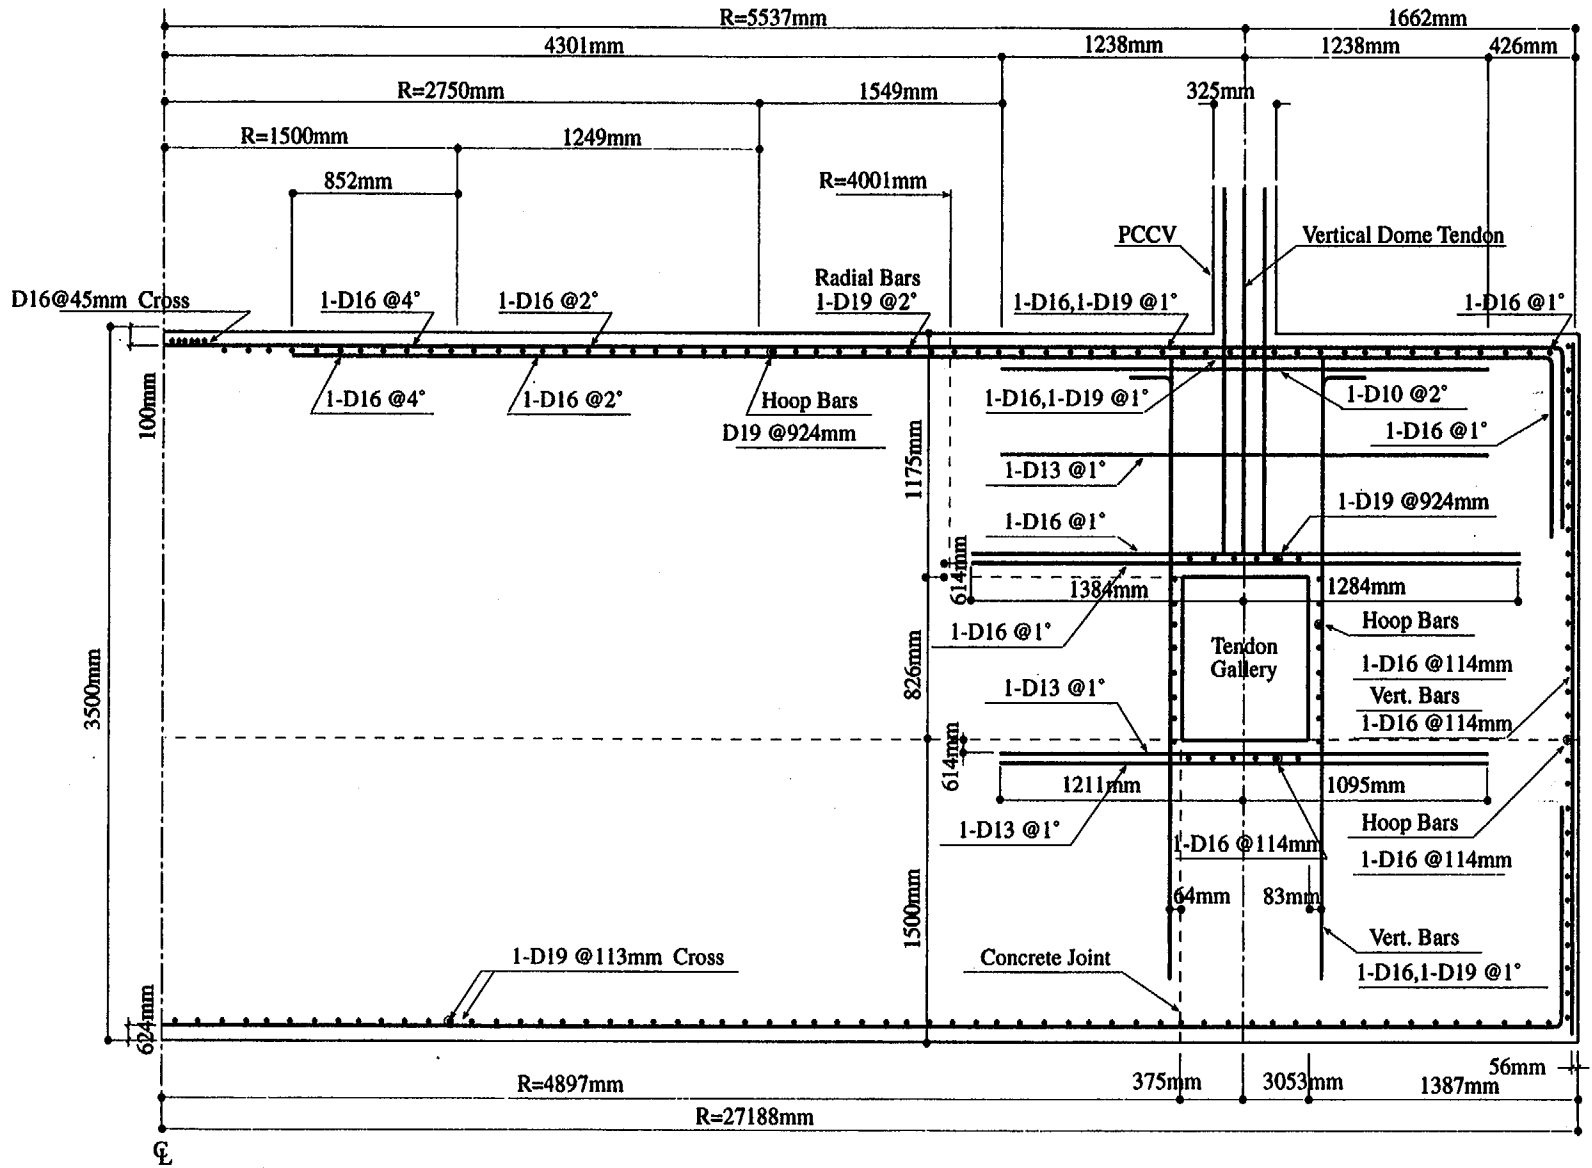 R=5537mm
1662mm
4301mm
1238mm
1238mm
426mm
R=2750mm
1549mm
325mm
R=1500mm
1249mm
852mm
R=4001mm
PCCV
Vertical Dome Tendon
D16@45mm Cross
1-D16 @4°
1-D16 @2°
Radial Bars
1-D19 @2°
1-D16,1-D19 @1°
1-D16 @1°
100mm
1-D16 @4°
1-D16 @2°
Hoop Bars
D19 @924mm
1-D16,1-D19 @1°
1-D10 @2°
1-D16 @1°
1175mm
1-D13 @1°
1-D19 @924mm
1-D16 @1°
614mm
1384mm
1284mm
1-D16 @1°
Hoop Bars
Tendon
Gallery
1-D16 @114mm
Vert. Bars
1-D16 @114mm
3500mm
826mm
1-D13 @1°
614mm
1211mm
1095mm
1-D13 @1°
1-D16 @114mm
Hoop Bars
1-D16 @114mm
64mm
83mm
1500mm
Vert. Bars
1-D16,1-D19 @1°
Concrete Joint
1-D19 @113mm Cross
624mm
56mm
R=4897mm
375mm
3053mm
1387mm
R=27188mm
℄